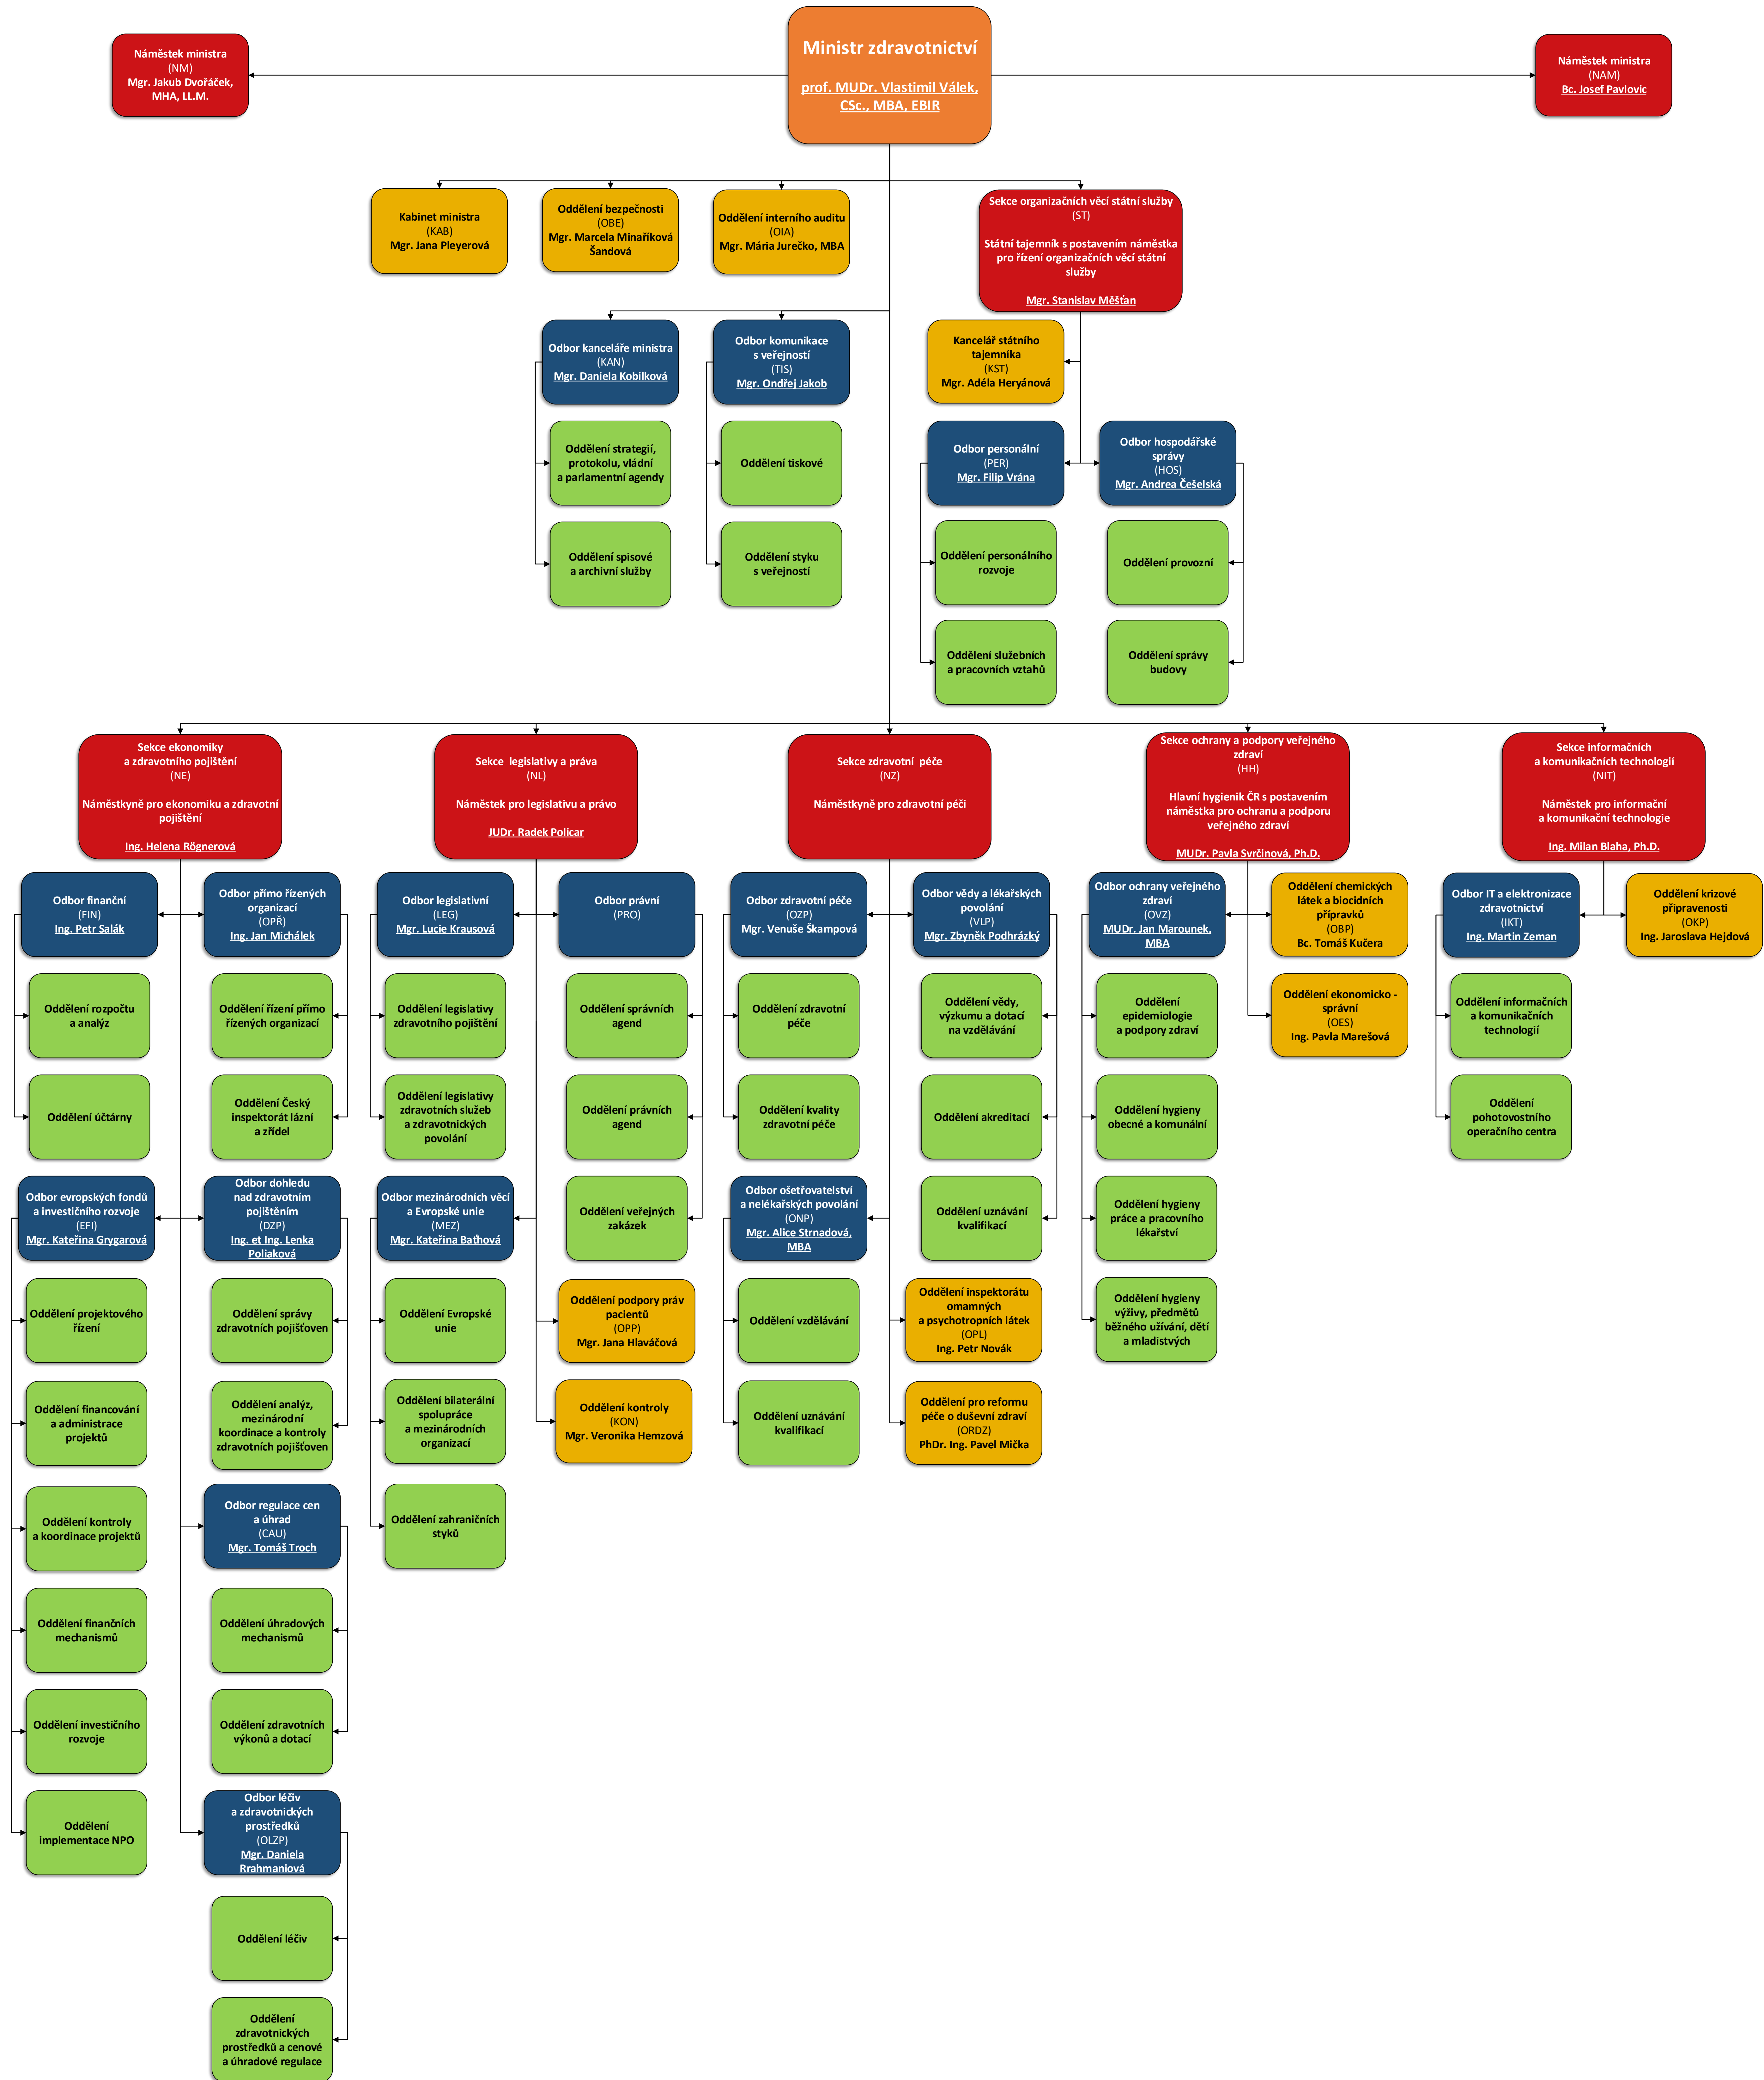 Ministr zdravotnictví
prof. MUDr. Vlastimil Válek,
CSc., MBA, EBIR
Náměstek ministra
(NM)
Mgr. Jakub Dvořáček,
MHA, LL.M.
Náměstek ministra
(NAM)
Bc. Josef Pavlovic
Kabinet ministra
(KAB)
Mgr. Jana Pleyerová
Oddělení bezpečnosti
(OBE)
Mgr. Marcela Minaříková
Šandová
Oddělení interního auditu
(OIA)
Mgr. Mária Jurečko, MBA
Sekce organizačních věcí státní služby
(ST)
Státní tajemník s postavením náměstka
pro řízení organizačních věcí státní
služby
Mgr. Stanislav Měšťan
Odbor kanceláře ministra
(KAN)
Mgr. Daniela Kobilková
Odbor komunikace
s veřejností
(TIS)
Mgr. Ondřej Jakob
Kancelář státního
tajemníka
(KST)
Mgr. Adéla Heryánová
Oddělení strategií,
protokolu, vládní
a parlamentní agendy
Oddělení tiskové
Odbor personální
(PER)
Mgr. Filip Vrána
Odbor hospodářské
správy
(HOS)
Mgr. Andrea Češelská
Oddělení spisové
a archivní služby
Oddělení styku
s veřejností
Oddělení personálního
rozvoje
Oddělení provozní
Oddělení služebních
a pracovních vztahů
Oddělení správy
budovy
Sekce ekonomiky
a zdravotního pojištění
(NE)
Náměstkyně pro ekonomiku a zdravotní
pojištění
Ing. Helena Rögnerová
Sekce legislativy a práva
(NL)
Náměstek pro legislativu a právo
JUDr. Radek Policar
Sekce zdravotní péče
(NZ)
Náměstkyně pro zdravotní péči
Sekce ochrany a podpory veřejného
zdraví
(HH)
Hlavní hygienik ČR s postavením
náměstka pro ochranu a podporu
veřejného zdraví
MUDr. Pavla Svrčinová, Ph.D.
Sekce informačních
a komunikačních technologií
(NIT)
Náměstek pro informační
a komunikační technologie
Ing. Milan Blaha, Ph.D.
Odbor finanční
(FIN)
Ing. Petr Salák
Odbor přímo řízených
organizací
(OPŘ)
Ing. Jan Michálek
Odbor legislativní
(LEG)
Mgr. Lucie Krausová
Odbor právní
(PRO)
Odbor zdravotní péče
(OZP)
Mgr. Venuše Škampová
Odbor vědy a lékařských
povolání
(VLP)
Mgr. Zbyněk Podhrázký
Odbor ochrany veřejného
zdraví
(OVZ)
MUDr. Jan Marounek,
MBA
Oddělení chemických
látek a biocidních
přípravků
(OBP)
Bc. Tomáš Kučera
Odbor IT a elektronizace
zdravotnictví
(IKT)
Ing. Martin Zeman
Oddělení krizové
připravenosti
(OKP)
Ing. Jaroslava Hejdová
Oddělení rozpočtu
a analýz
Oddělení řízení přímo
řízených organizací
Oddělení legislativy
zdravotního pojištění
Oddělení správních
agend
Oddělení zdravotní
péče
Oddělení vědy,
výzkumu a dotací
na vzdělávání
Oddělení
epidemiologie
a podpory zdraví
Oddělení ekonomicko -
správní
(OES)
Ing. Pavla Marešová
Oddělení informačních
a komunikačních
technologií
Oddělení účtárny
Oddělení Český
inspektorát lázní
a zřídel
Oddělení legislativy
zdravotních služeb
a zdravotnických
povolání
Oddělení právních
agend
Oddělení kvality
zdravotní péče
Oddělení akreditací
Oddělení hygieny
obecné a komunální
Oddělení
pohotovostního
operačního centra
Odbor evropských fondů
a investičního rozvoje
(EFI)
Mgr. Kateřina Grygarová
Odbor dohledu
nad zdravotním
pojištěním
(DZP)
Ing. et Ing. Lenka
Poliaková
Odbor mezinárodních věcí
a Evropské unie
(MEZ)
Mgr. Kateřina Baťhová
Oddělení veřejných
zakázek
Odbor ošetřovatelství
a nelékařských povolání
(ONP)
Mgr. Alice Strnadová,
MBA
Oddělení uznávání
kvalifikací
Oddělení hygieny
práce a pracovního
lékařství
Oddělení projektového
řízení
Oddělení správy
zdravotních pojišťoven
Oddělení Evropské
unie
Oddělení podpory práv
pacientů
(OPP)
Mgr. Jana Hlaváčová
Oddělení vzdělávání
Oddělení inspektorátu
omamných
a psychotropních látek
(OPL)
Ing. Petr Novák
Oddělení hygieny
výživy, předmětů
běžného užívání, dětí
a mladistvých
Oddělení financování
a administrace
projektů
Oddělení analýz,
mezinárodní
koordinace a kontroly
zdravotních pojišťoven
Oddělení bilaterální
spolupráce
a mezinárodních
organizací
Oddělení kontroly
(KON)
Mgr. Veronika Hemzová
Oddělení uznávání
kvalifikací
Oddělení pro reformu
péče o duševní zdraví
(ORDZ)
PhDr. Ing. Pavel Mička
Oddělení kontroly
a koordinace projektů
Odbor regulace cen
a úhrad
(CAU)
Mgr. Tomáš Troch
Oddělení zahraničních
styků
Oddělení finančních
mechanismů
Oddělení úhradových
mechanismů
Oddělení investičního
rozvoje
Oddělení zdravotních
výkonů a dotací
Oddělení
implementace NPO
Odbor léčiv
a zdravotnických
prostředků
(OLZP)
Mgr. Daniela
Rrahmaniová
Oddělení léčiv
Oddělení
zdravotnických
prostředků a cenové
a úhradové regulace